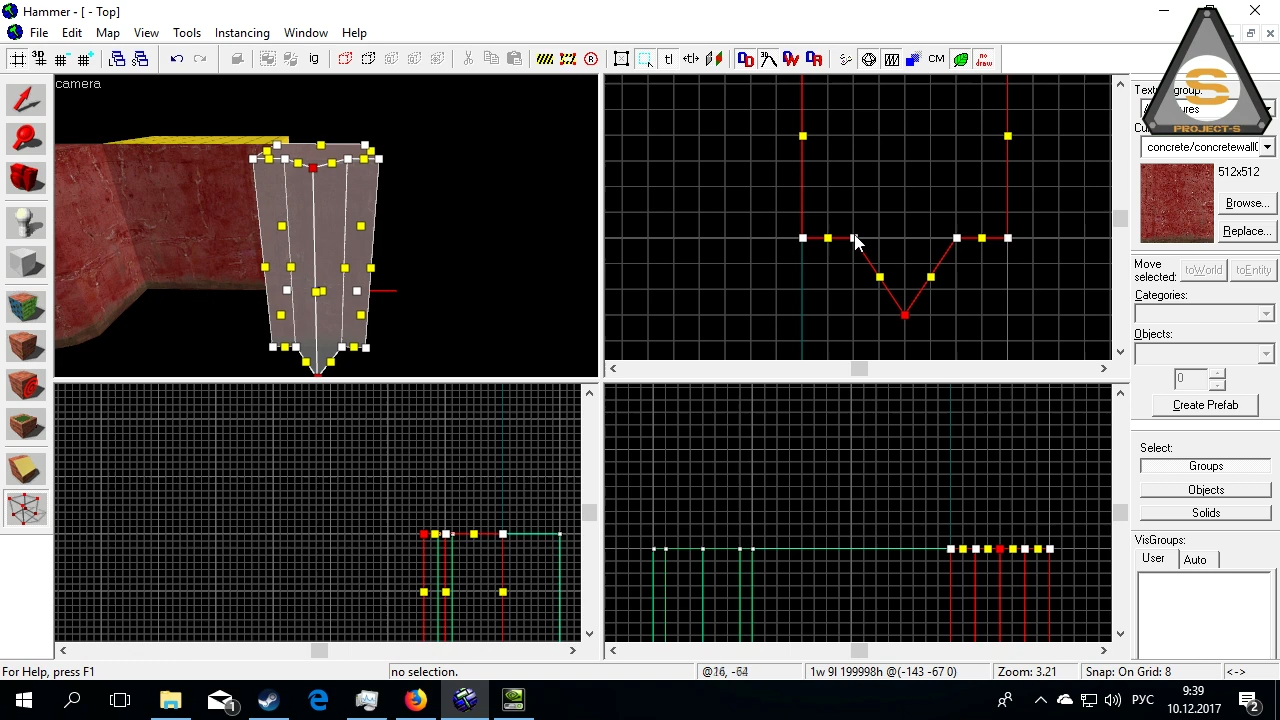 Hammer - [ - Top]
File Edit Map View Tools Instancing Window Help
camera
S
PROJECT-S
concrete/concretewall
512x512
Browse...
Replace...
Move selected:
toWorld
toEntity
Categories:
Objects:
0
Create Prefab
Select:
Groups
Objects
Solids
VisGroups:
User
Auto
For Help, press F1
no selection.
@16, -64
1w 9l 199998h @(-143 -67 0)
Zoom: 3.21
Snap: On Grid: 8
<->
РУС
9:39
10.12.2017